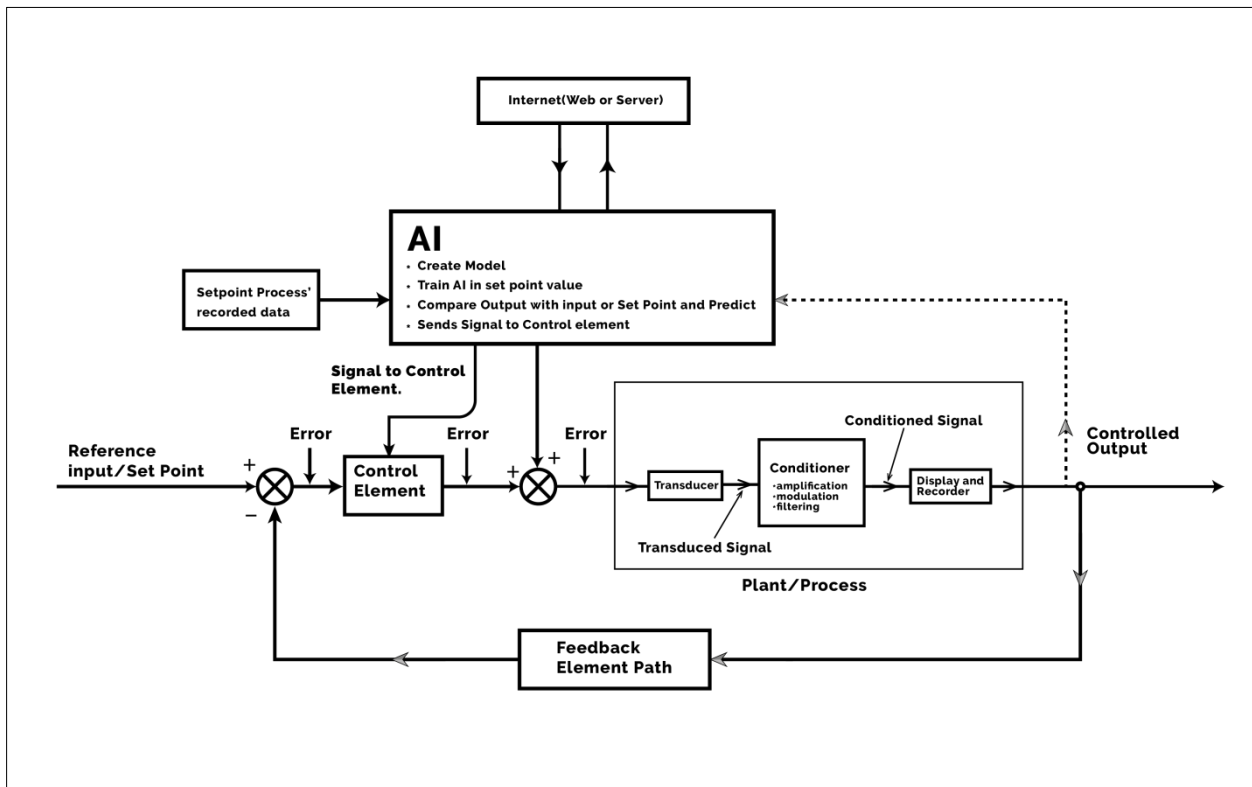 Internet(Web or Server)
AI
• Create Model
• Train AI in set point value
• Compare Output with input or Set Point and Predict
• Sends Signal to Control element
Setpoint Process'
recorded data
Signal to Control
Element.
Reference
input/Set Point
+
−
Error
Control
Element
Error
+
+
Error
Transducer
Transduced Signal
Conditioner
•amplification
•modulation
•filtering
Conditioned Signal
Display and
Recorder
Plant/Process
Controlled
Output
Feedback
Element Path